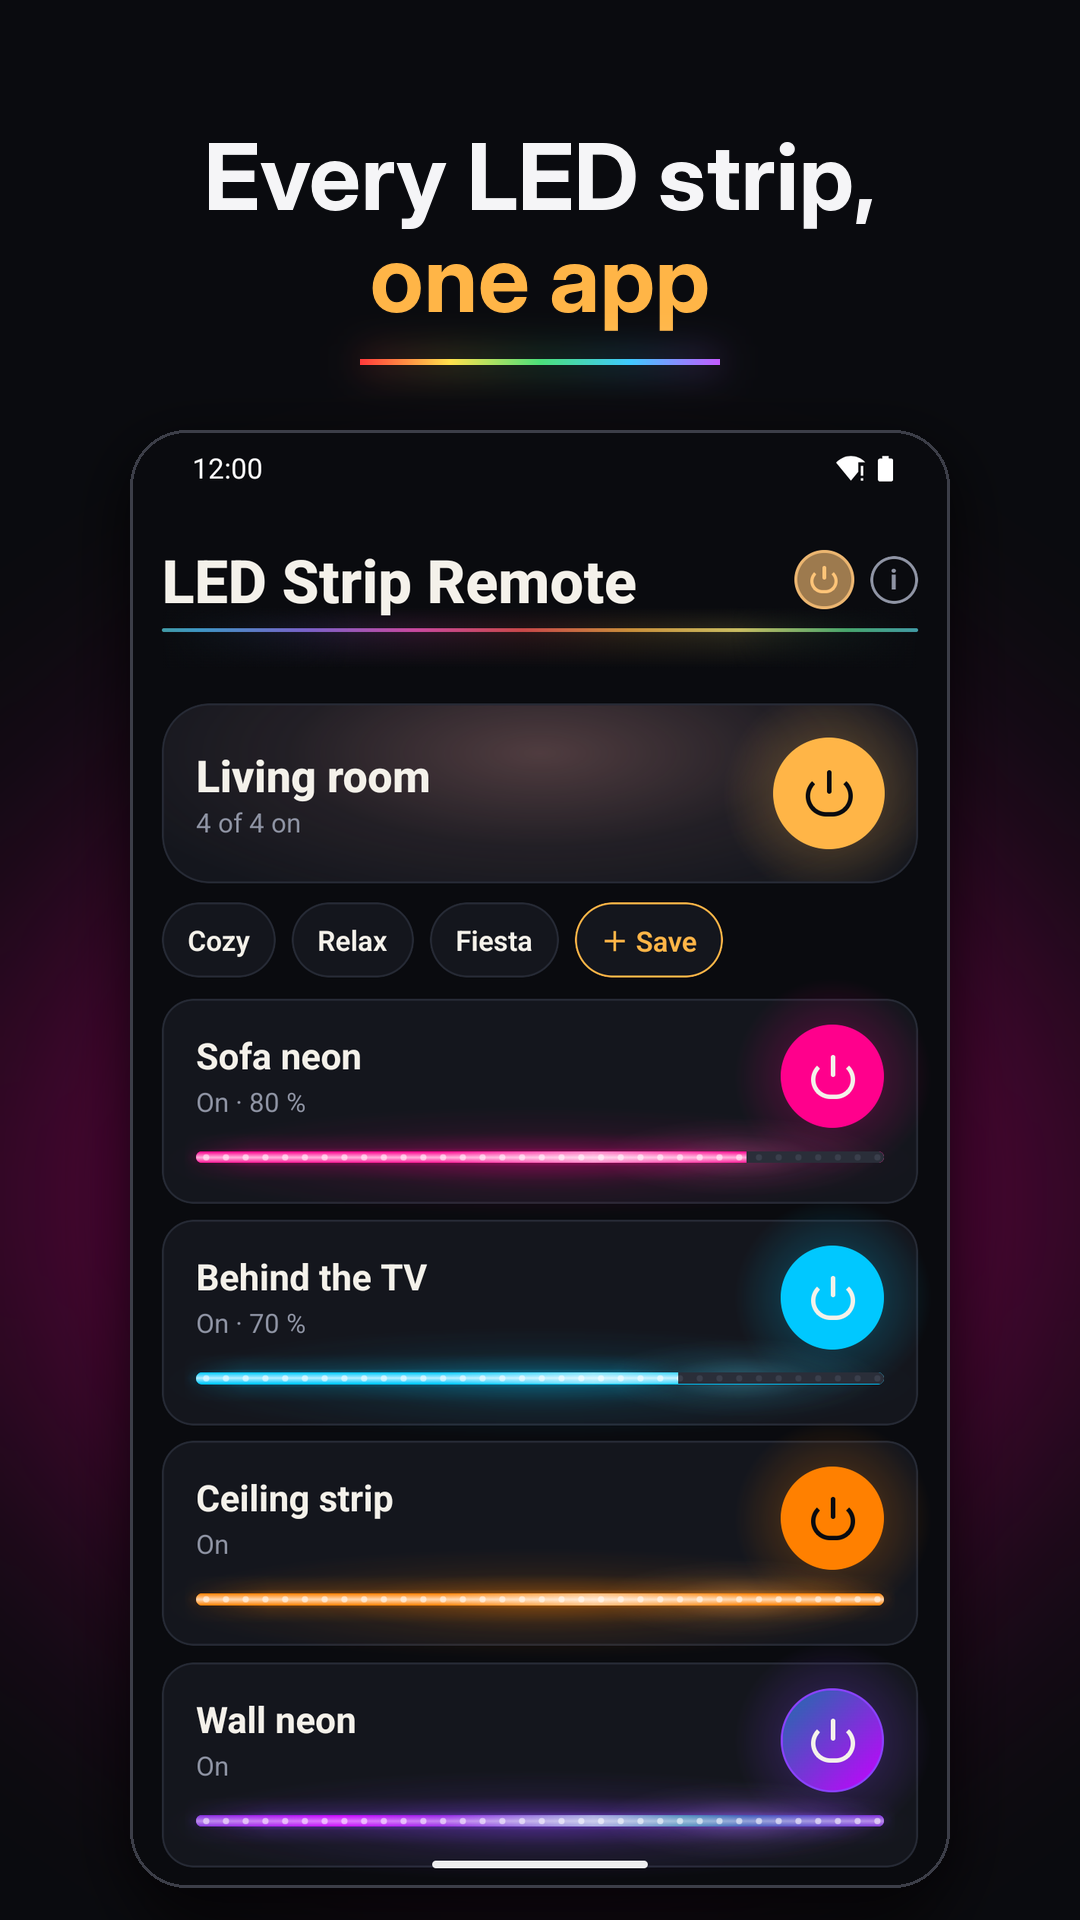 Every LED strip,
one app
12:00
LED Strip Remote
Living room
4 of 4 on
Cozy
Relax
Fiesta
+ Save
Sofa neon
On · 80 %
Behind the TV
On · 70 %
Ceiling strip
On
Wall neon
On